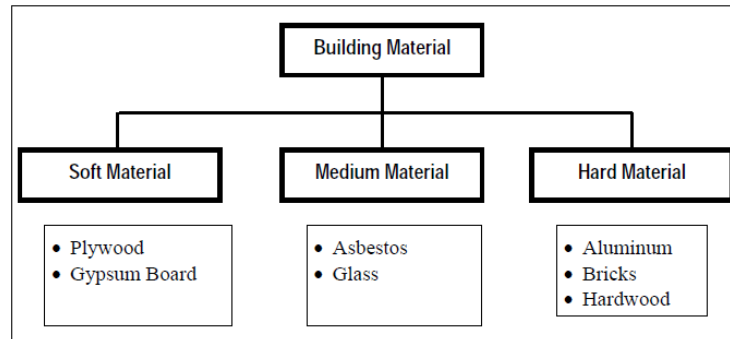 Building Material
Soft Material
Medium Material
Hard Material
• Plywood
• Gypsum Board
• Asbestos
• Glass
• Aluminum
• Bricks
• Hardwood